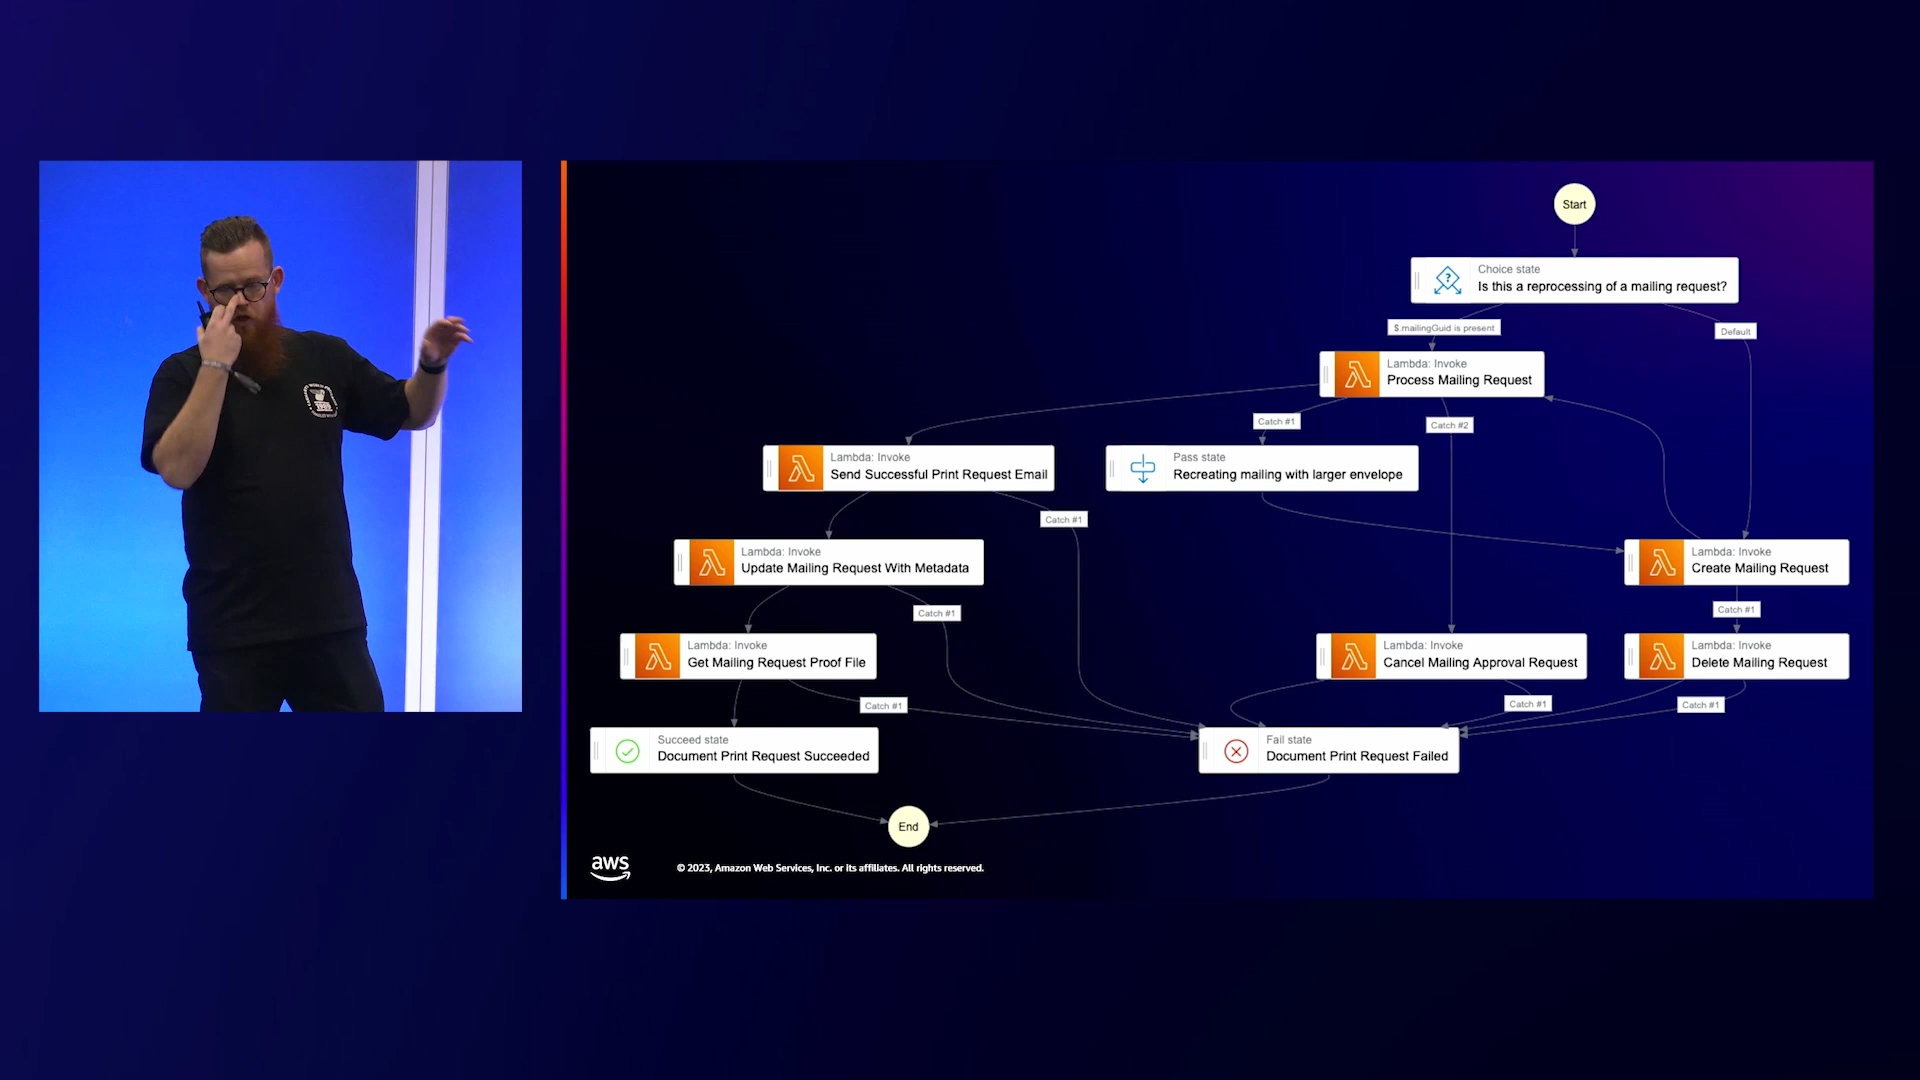 Start
Choice state
Is this a reprocessing of a mailing request?
$.mailingGuid is present
Default
Lambda: Invoke
Process Mailing Request
Catch #1
Catch #2
Lambda: Invoke
Send Successful Print Request Email
Pass state
Recreating mailing with larger envelope
Catch #1
Lambda: Invoke
Update Mailing Request With Metadata
Lambda: Invoke
Create Mailing Request
Catch #1
Catch #1
Lambda: Invoke
Get Mailing Request Proof File
Lambda: Invoke
Cancel Mailing Approval Request
Lambda: Invoke
Delete Mailing Request
Catch #1
Catch #1
Catch #1
Succeed state
Document Print Request Succeeded
Fail state
Document Print Request Failed
End
aws
© 2023, Amazon Web Services, Inc. or its affiliates. All rights reserved.